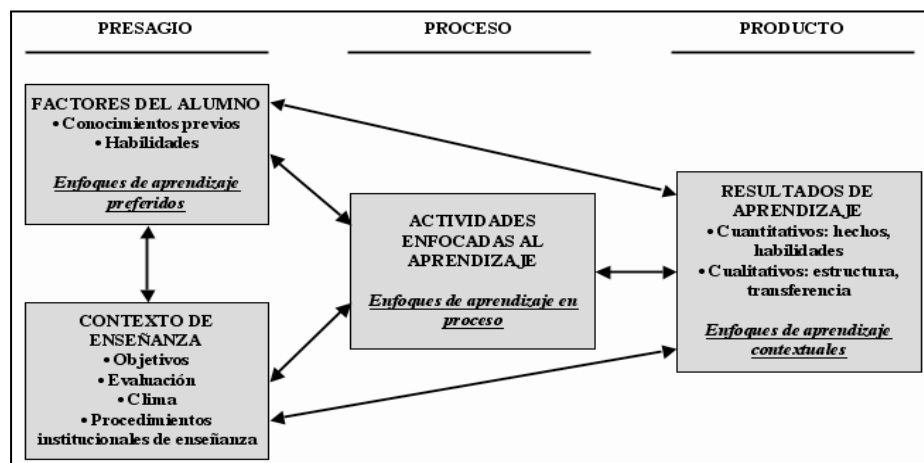 PRESAGIO
PROCESO
PRODUCTO
FACTORES DEL ALUMNO
• Conocimientos previos
• Habilidades
Enfoques de aprendizaje
preferidos
CONTEXTO DE
ENSEÑANZA
• Objetivos
• Evaluación
• Clima
• Procedimientos
institucionales de enseñanza
ACTIVIDADES
ENFOCADAS AL
APRENDIZAJE
Enfoques de aprendizaje en
proceso
RESULTADOS DE
APRENDIZAJE
• Cuantitativos: hechos,
habilidades
• Cualitativos: estructura,
transferencia
Enfoques de aprendizaje
contextuales